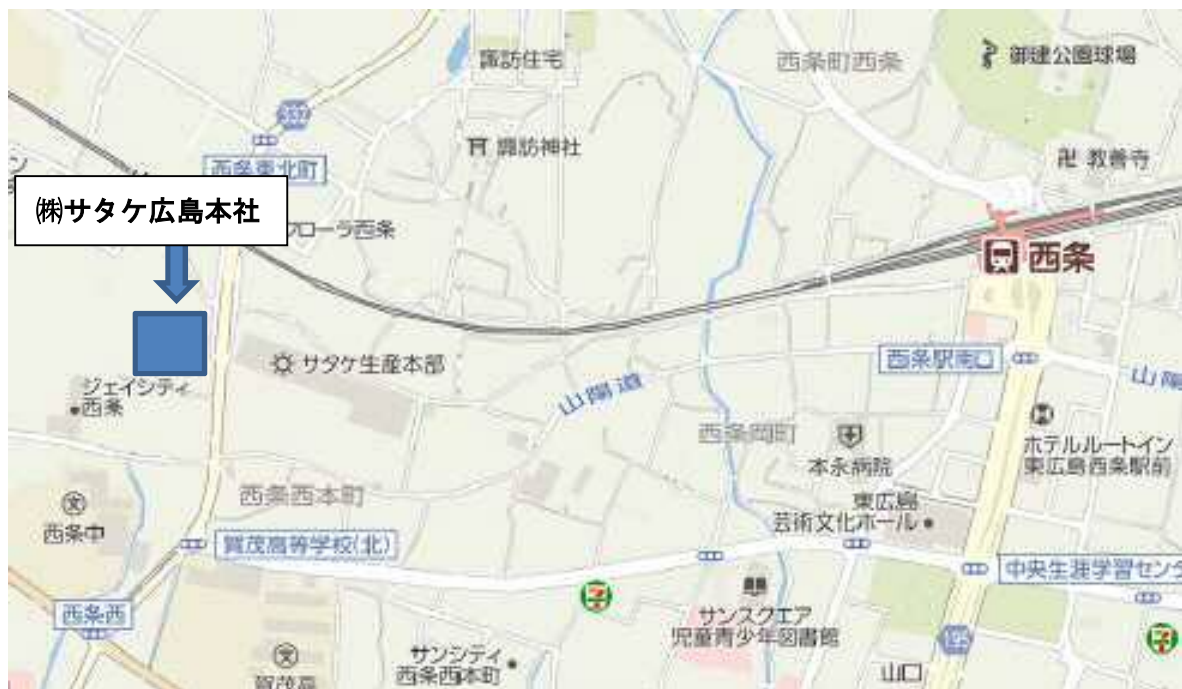 諏訪住宅
西条町西条
御建公園球場
諏訪神社
卍 教善寺
西条東北町
㈱サタケ広島本社
フローラ西条
西条
サタケ生産本部
西条駅南口
山陽道
山陽
ジェイシティ
西条
西条岡町
本永病院
ホテルルートイン
東広島西条駅前
西条西本町
東広島
芸術文化ホール
西条中
賀茂高等学校(北)
中央生涯学習センタ
西条西
サンスクエア
児童青少年図書館
サンシティ
西条西本町
195
山口
賀茂高